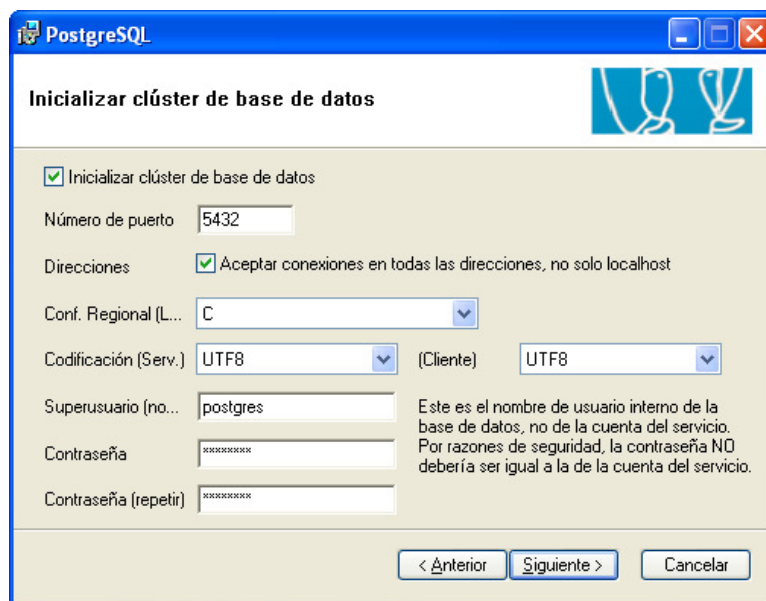 PostgreSQL
Inicializar clúster de base de datos
Inicializar clúster de base de datos
Número de puerto 5432
Direcciones Aceptar conexiones en todas las direcciones, no solo localhost
Conf. Regional (L... C
Codificación (Serv.) UTF8 (Cliente) UTF8
Superusuario (no... postgres
Este es el nombre de usuario interno de la
base de datos, no de la cuenta del servicio.
Por razones de seguridad, la contraseña NO
debería ser igual a la de la cuenta del servicio.
Contraseña ********
Contraseña (repetir) ********
< Anterior Siguiente > Cancelar